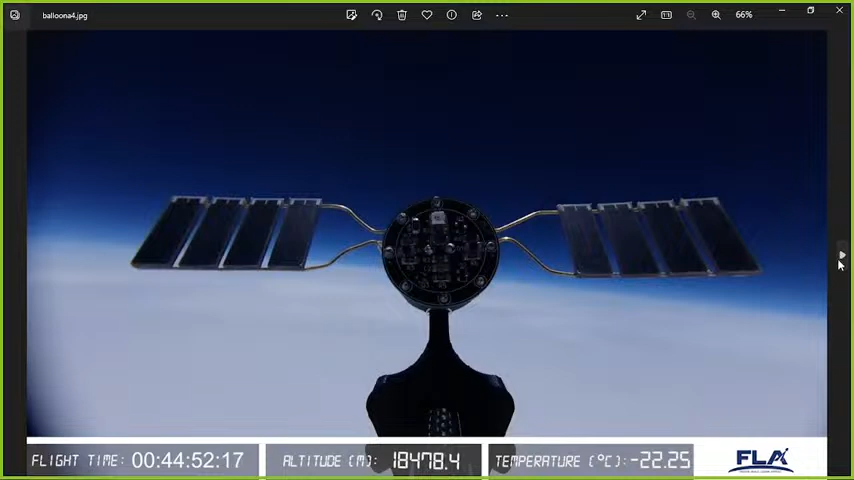 balloona4.jpg
66%
FLIGHT TIME: 00:44:52:17
ALTITUDE (M): 18478.4
TEMPERATURE (°C): -22.25
FLA